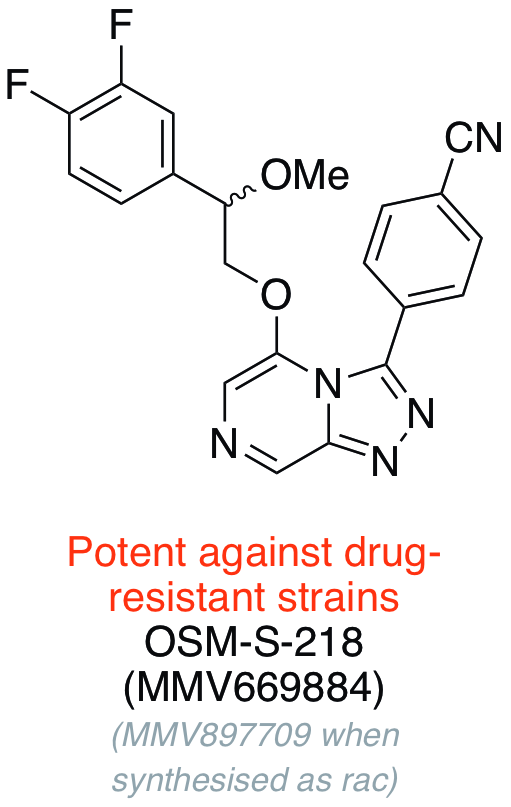 F
F
CN
OMe
O
N
N
N
N
Potent against drug-
resistant strains
OSM-S-218
(MMV669884)
(MMV897709 when
synthesised as rac)